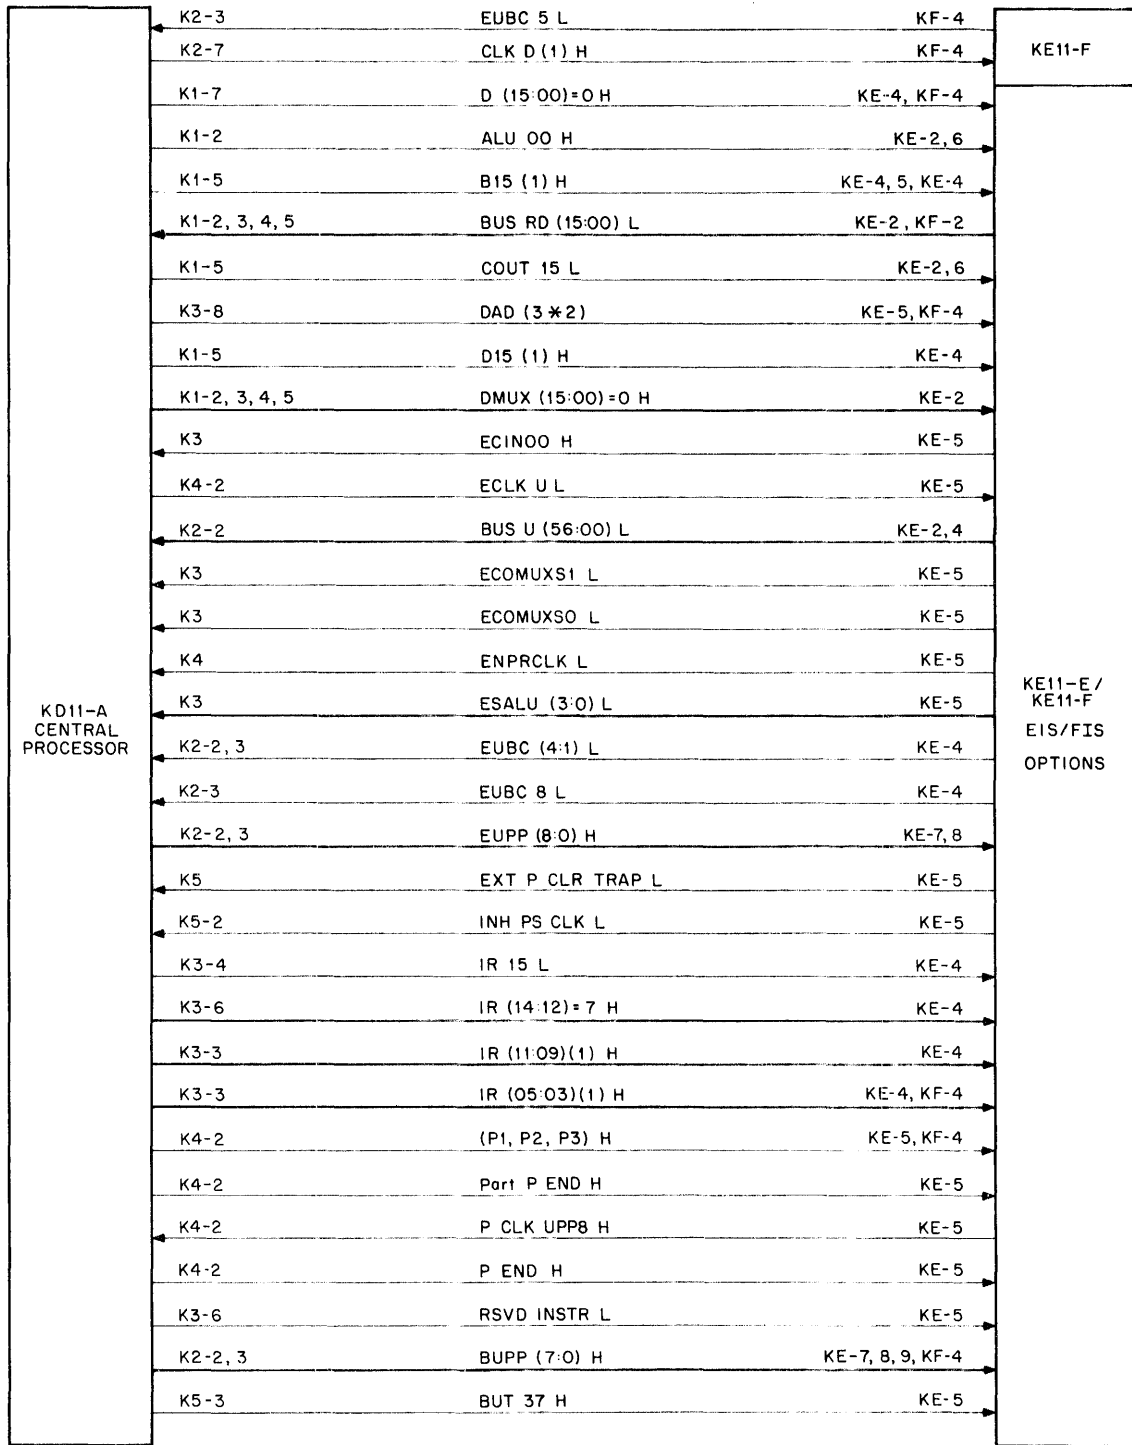 K2-3 EUBC 5 L KF-4
K2-7 CLK D (1) H KF-4
KE11-F
K1-7 D (15:00)=0 H KE-4, KF-4
K1-2 ALU 00 H KE-2, 6
K1-5 B15 (1) H KE-4, 5, KE-4
K1-2, 3, 4, 5 BUS RD (15:00) L KE-2, KF-2
K1-5 COUT 15 L KE-2, 6
K3-8 DAD (3*2) KE-5, KF-4
K1-5 D15 (1) H KE-4
K1-2, 3, 4, 5 DMUX (15:00)=0 H KE-2
K3 ECIN00 H KE-5
K4-2 ECLK U L KE-5
K2-2 BUS U (56:00) L KE-2, 4
K3 ECOMUXS1 L KE-5
K3 ECOMUXS0 L KE-5
K4 ENPRCLK L KE-5
K3 ESALU (3:0) L KE-5
K2-2, 3 EUBC (4:1) L KE-4
K2-3 EUBC 8 L KE-4
K2-2, 3 EUPP (8:0) H KE-7, 8
K5 EXT P CLR TRAP L KE-5
K5-2 INH PS CLK L KE-5
K3-4 IR 15 L KE-4
K3-6 IR (14:12)=7 H KE-4
K3-3 IR (11:09)(1) H KE-4
K3-3 IR (05:03)(1) H KE-4, KF-4
K4-2 (P1, P2, P3) H KE-5, KF-4
K4-2 Part P END H KE-5
K4-2 P CLK UPP8 H KE-5
K4-2 P END H KE-5
K3-6 RSVD INSTR L KE-5
K2-2, 3 BUPP (7:0) H KE-7, 8, 9, KF-4
K5-3 BUT 37 H KE-5
KD11-A
CENTRAL
PROCESSOR
KE11-E/
KE11-F
EIS/FIS
OPTIONS